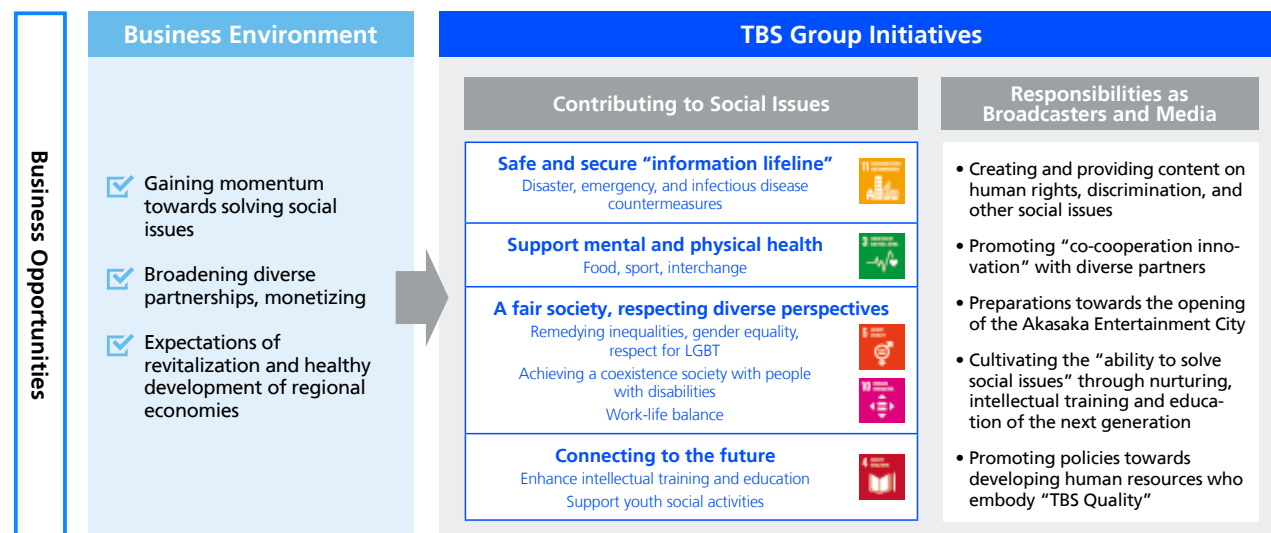 Business Opportunities
Business Environment
Gaining momentum
towards solving social
issues
Broadening diverse
partnerships, monetizing
Expectations of
revitalization and healthy
development of regional
economies
TBS Group Initiatives
Contributing to Social Issues
Safe and secure “information lifeline”
Disaster, emergency, and infectious disease
countermeasures
11
Support mental and physical health
Food, sport, interchange
3
A fair society, respecting diverse perspectives
Remedying inequalities, gender equality,
respect for LGBT
Achieving a coexistence society with people
with disabilities
Work-life balance
5
10
Connecting to the future
Enhance intellectual training and education
Support youth social activities
4
Responsibilities as
Broadcasters and Media
• Creating and providing content on
human rights, discrimination, and
other social issues
• Promoting “co-cooperation inno-
vation” with diverse partners
• Preparations towards the opening
of the Akasaka Entertainment City
• Cultivating the “ability to solve
social issues” through nurturing,
intellectual training and educa-
tion of the next generation
• Promoting policies towards
developing human resources who
embody “TBS Quality”